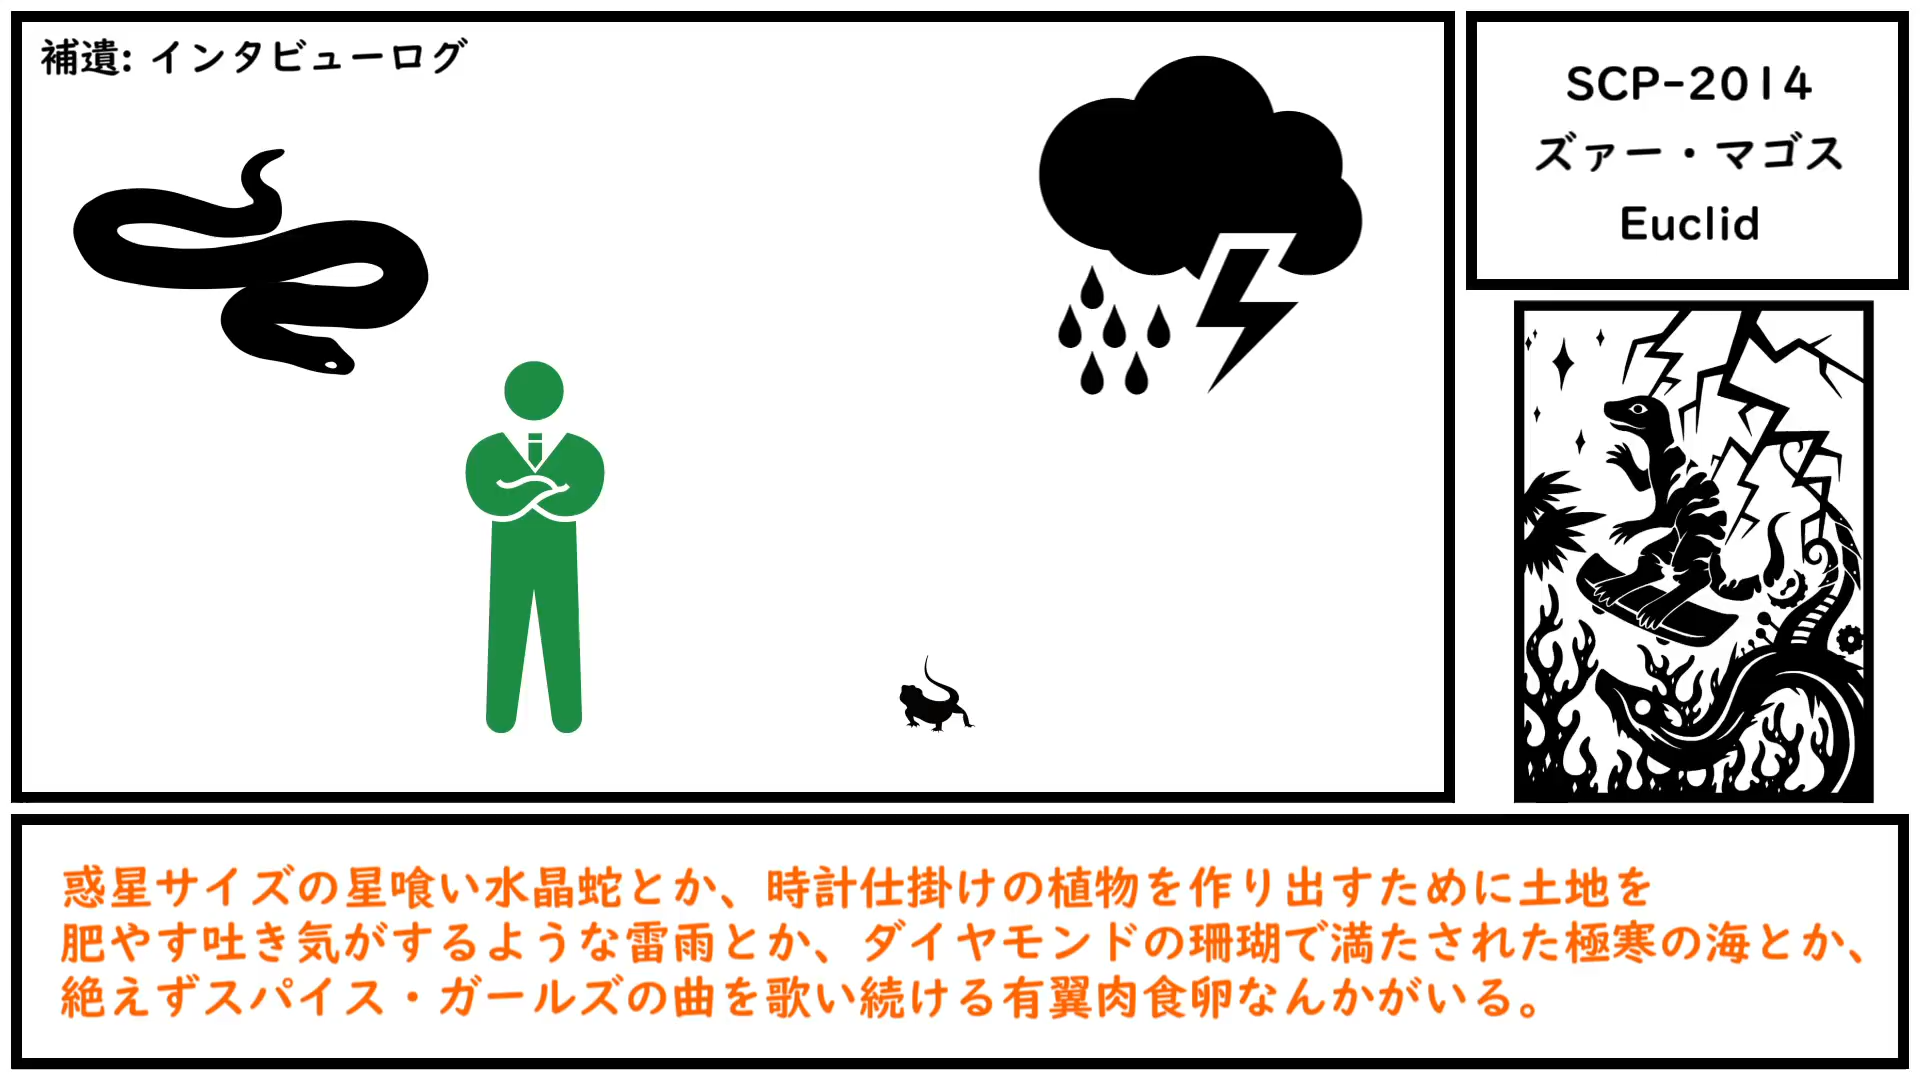 補遺: インタビューログ
SCP-2014
ズァー・マゴス
Euclid
惑星サイズの星喰い水晶蛇とか、時計仕掛けの植物を作り出すために土地を
肥やす吐き気がするような雷雨とか、ダイヤモンドの珊瑚で満たされた極寒の海とか、
絶えずスパイス・ガールズの曲を歌い続ける有翼肉食卵なんかがいる。